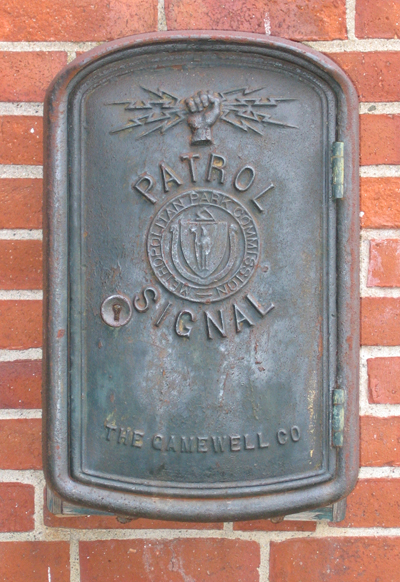 PATROL
METROPOLITAN PARK COMMISSION
SIGNAL
THE GAMEWELL CO